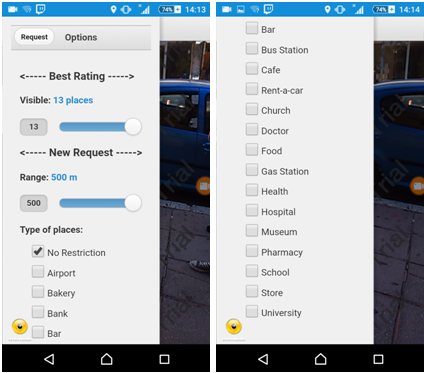 74% 14:13
Request Options
<----- Best Rating ----->
Visible: 13 places
13
<----- New Request ----->
Range: 500 m
500
Type of places:
No Restriction
Airport
Bakery
Bank
Bar
74% 14:14
Bar
Bus Station
Cafe
Rent-a-car
Church
Doctor
Food
Gas Station
Health
Hospital
Museum
Pharmacy
School
Store
University